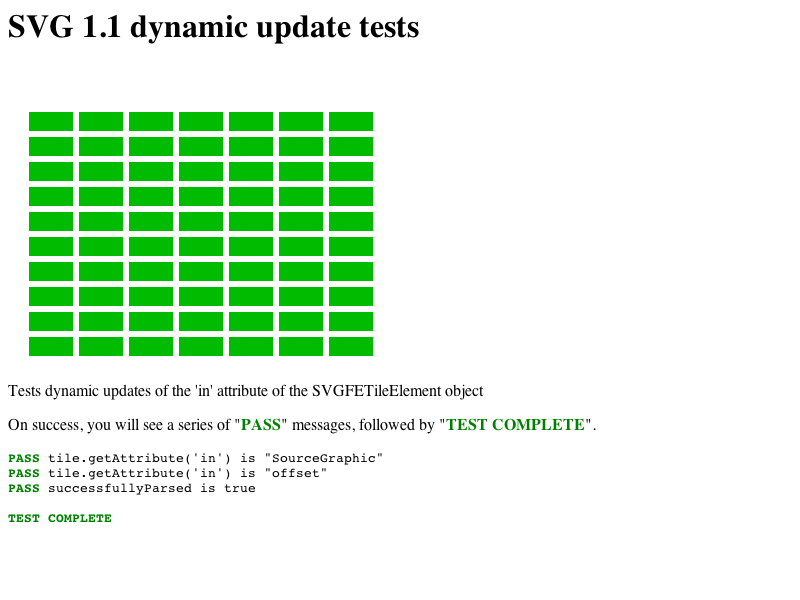 SVG 1.1 dynamic update tests
Tests dynamic updates of the 'in' attribute of the SVGFETileElement object
On success, you will see a series of "PASS" messages, followed by "TEST COMPLETE".
PASS tile.getAttribute('in') is "SourceGraphic"
PASS tile.getAttribute('in') is "offset"
PASS successfullyParsed is true
TEST COMPLETE